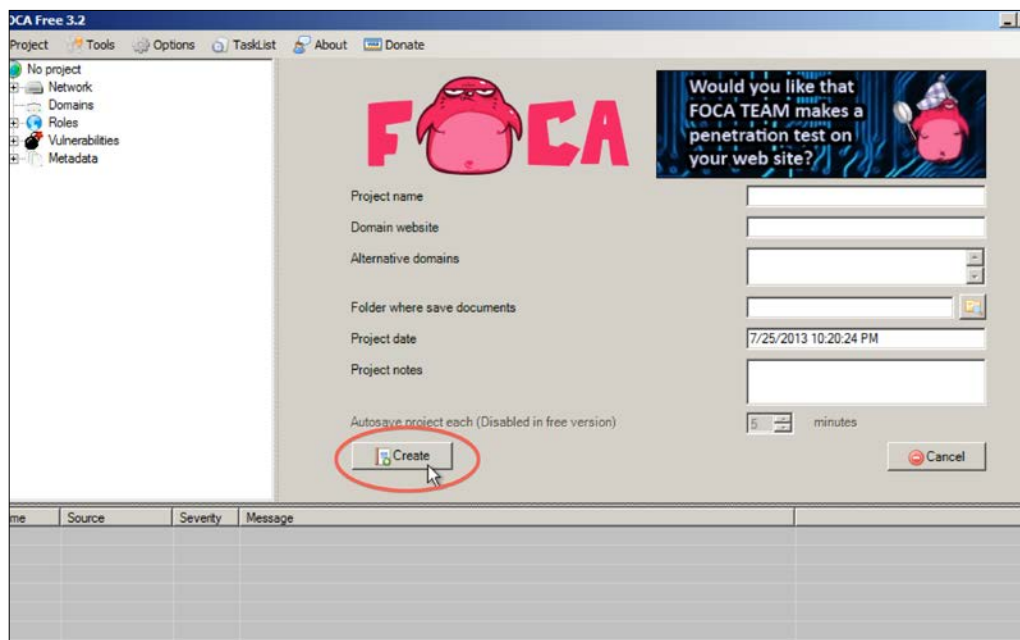 OCA Free 3.2
Project Tools Options TaskList About Donate
No project
Network
Domains
Roles
Vulnerabilities
Metadata
FOCA
Would you like that
FOCA TEAM makes a
penetration test on
your web site?
Project name
Domain website
Alternative domains
Folder where save documents
Project date 7/25/2013 10:20:24 PM
Project notes
Autosave project each (Disabled in free version) 5 minutes
Create Cancel
me Source Severity Message